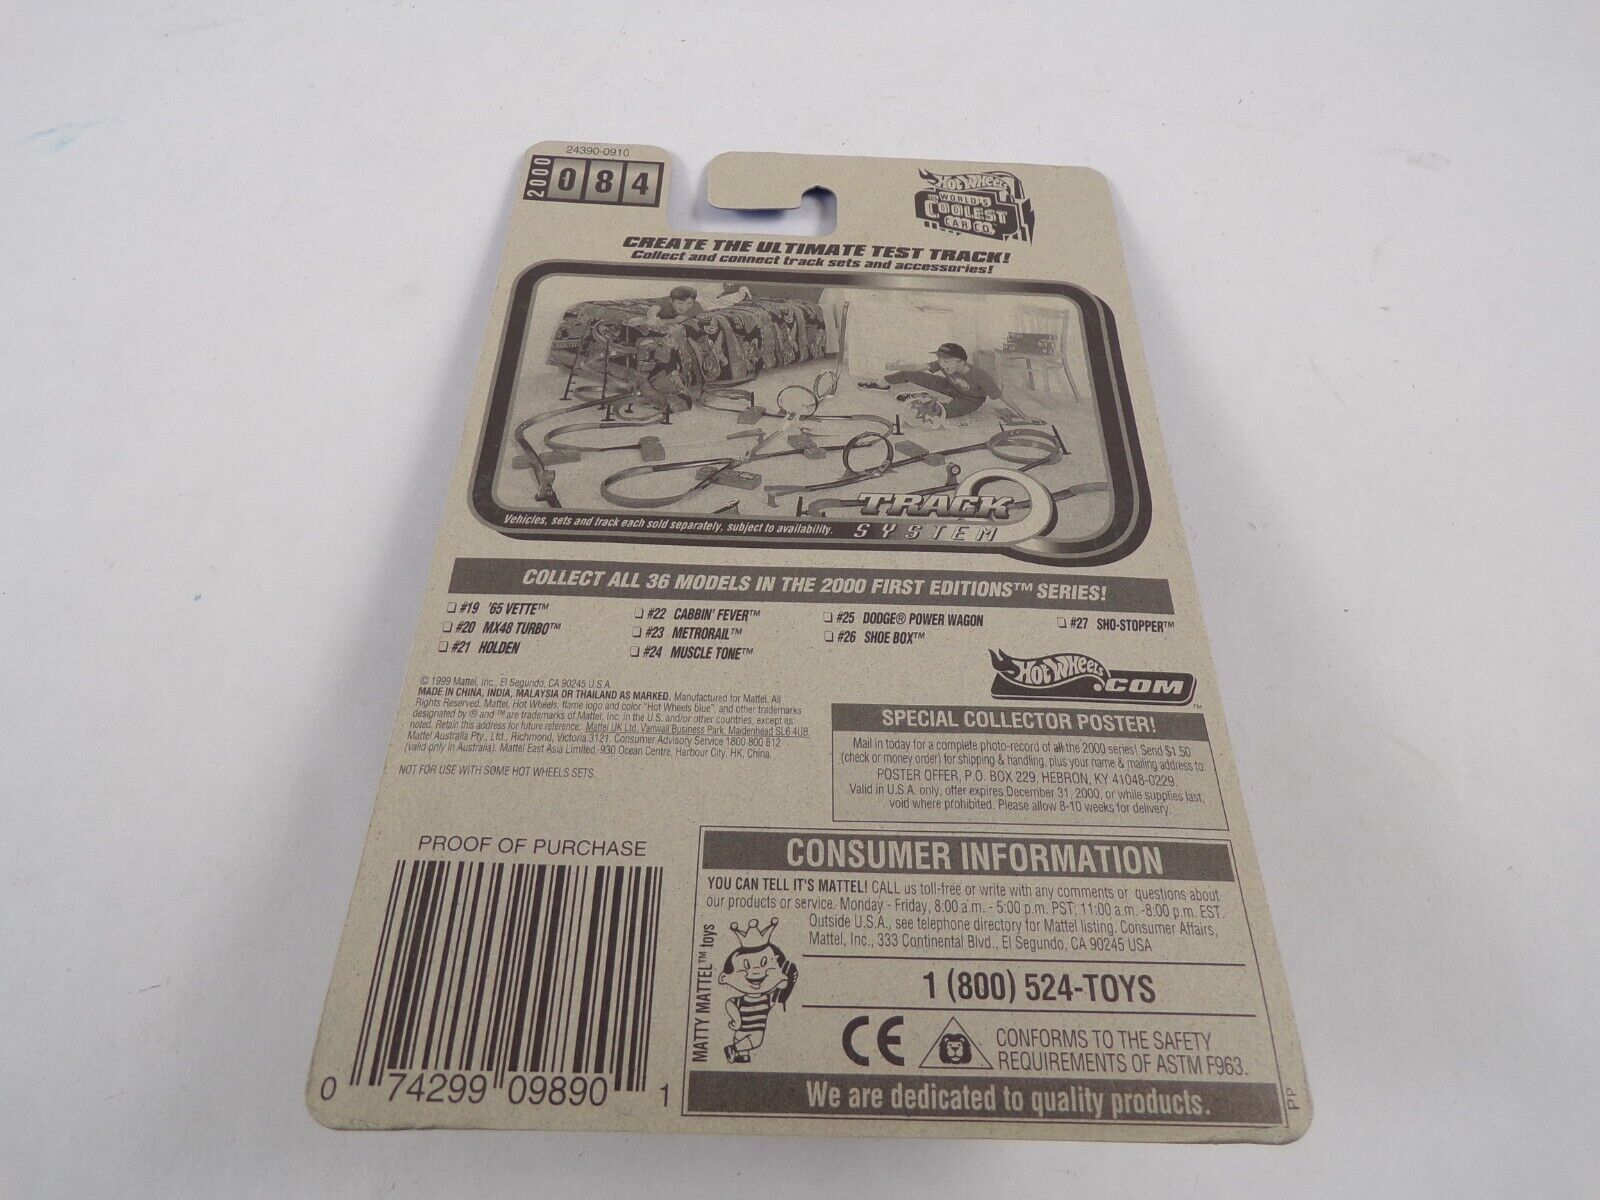 24390-0910
2000 084
Hot Wheels
WORLD'S
COOLEST
CAR CO.
CREATE THE ULTIMATE TEST TRACK!
Collect and connect track sets and accessories!
TRACK
SYSTEM
Vehicles, sets and track each sold separately, subject to availability.
COLLECT ALL 36 MODELS IN THE 2000 FIRST EDITIONS™ SERIES!
#19 '65 VETTE™
#20 MX48 TURBO™
#21 HOLDEN
#22 CABBIN' FEVER™
#23 METRORAIL™
#24 MUSCLE TONE™
#25 DODGE® POWER WAGON
#26 SHOE BOX™
#27 SHO-STOPPER™
© 1999 Mattel, Inc., El Segundo, CA 90245 U.S.A.
MADE IN CHINA, INDIA, MALAYSIA OR THAILAND AS MARKED. Manufactured for Mattel. All
Rights Reserved. Mattel, Hot Wheels, flame logo and color "Hot Wheels blue", and other trademarks
designated by ® and ™ are trademarks of Mattel, Inc. in the U.S. and/or other countries, except as
noted. Retain this address for future reference. Mattel UK Ltd. Vanwall Business Park, Maidenhead SL6 4UB.
Mattel Australia Pty., Ltd., Richmond, Victoria 3121. Consumer Advisory Service 1800 800 812
(valid only in Australia). Mattel East Asia Limited, 930 Ocean Centre, Harbour City, HK, China.
NOT FOR USE WITH SOME HOT WHEELS SETS.
Hot Wheels
.COM™
SPECIAL COLLECTOR POSTER!
Mail in today for a complete photo-record of all the 2000 series! Send $1.50
(check or money order) for shipping & handling, plus your name & mailing address to:
POSTER OFFER, P.O. BOX 229, HEBRON, KY 41048-0229.
Valid in U.S.A. only, offer expires December 31, 2000, or while supplies last,
void where prohibited. Please allow 8-10 weeks for delivery.
PROOF OF PURCHASE
0 74299 09890 1
CONSUMER INFORMATION
YOU CAN TELL IT'S MATTEL! CALL us toll-free or write with any comments or questions about
our products or service. Monday - Friday, 8:00 a.m. - 5:00 p.m. PST; 11:00 a.m. -8:00 p.m. EST.
Outside U.S.A., see telephone directory for Mattel listing. Consumer Affairs,
Mattel, Inc., 333 Continental Blvd., El Segundo, CA 90245 USA
MATTY MATTEL™ toys
1 (800) 524-TOYS
CE
CONFORMS TO THE SAFETY
REQUIREMENTS OF ASTM F963.
We are dedicated to quality products.
PP